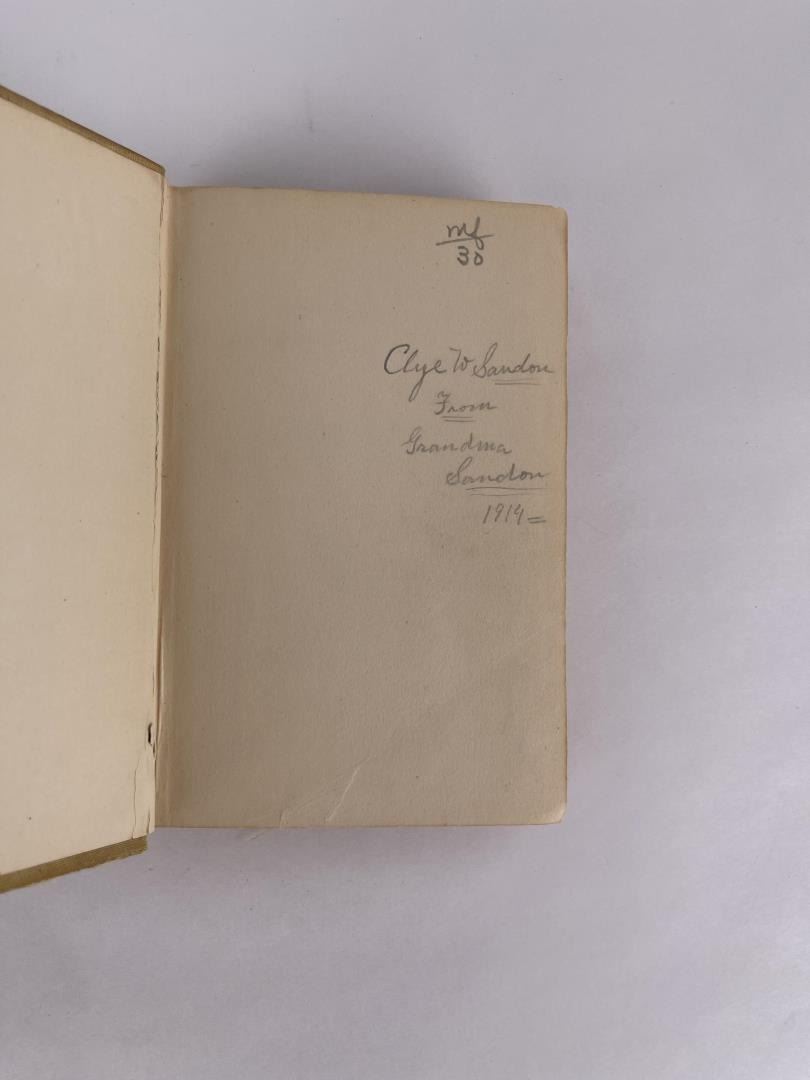 mf
30
Clye W Sandon
From
Grandma
Sandon
1914=